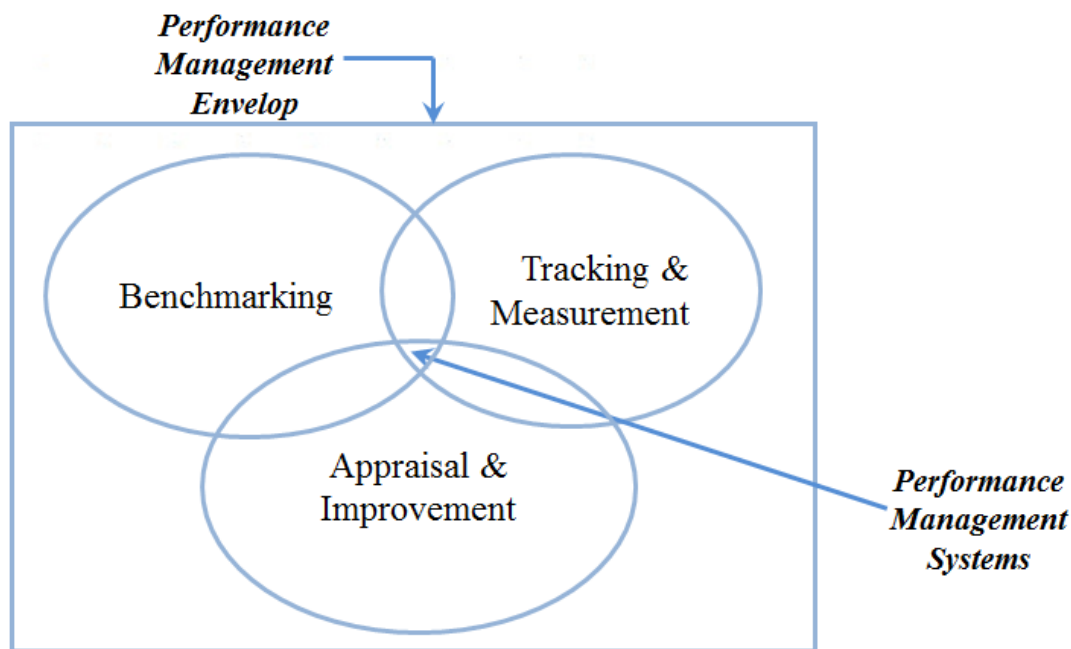 Performance
Management
Envelop
Benchmarking
Tracking &
Measurement
Appraisal &
Improvement
Performance
Management
Systems